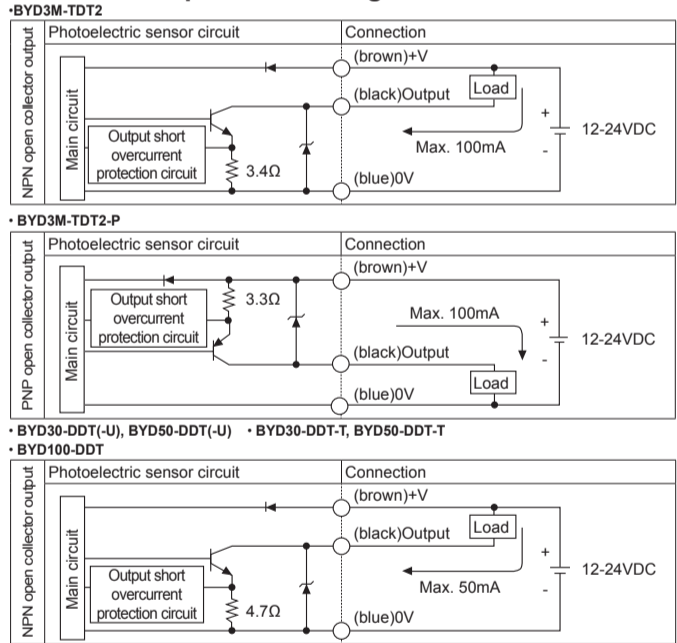 ·BYD3M-TDT2
NPN open collector output
Photoelectric sensor circuit
Connection
Main circuit
Output short
overcurrent
protection circuit
3.4Ω
(brown)+V
(black)Output
Load
Max. 100mA
(blue)0V
+
-
12-24VDC
· BYD3M-TDT2-P
PNP open collector output
Photoelectric sensor circuit
Connection
Main circuit
Output short
overcurrent
protection circuit
3.3Ω
(brown)+V
Max. 100mA
(black)Output
Load
(blue)0V
+
-
12-24VDC
· BYD30-DDT(-U), BYD50-DDT(-U) · BYD30-DDT-T, BYD50-DDT-T
· BYD100-DDT
NPN open collector output
Photoelectric sensor circuit
Connection
Main circuit
Output short
overcurrent
protection circuit
4.7Ω
(brown)+V
(black)Output
Load
Max. 50mA
(blue)0V
+
-
12-24VDC